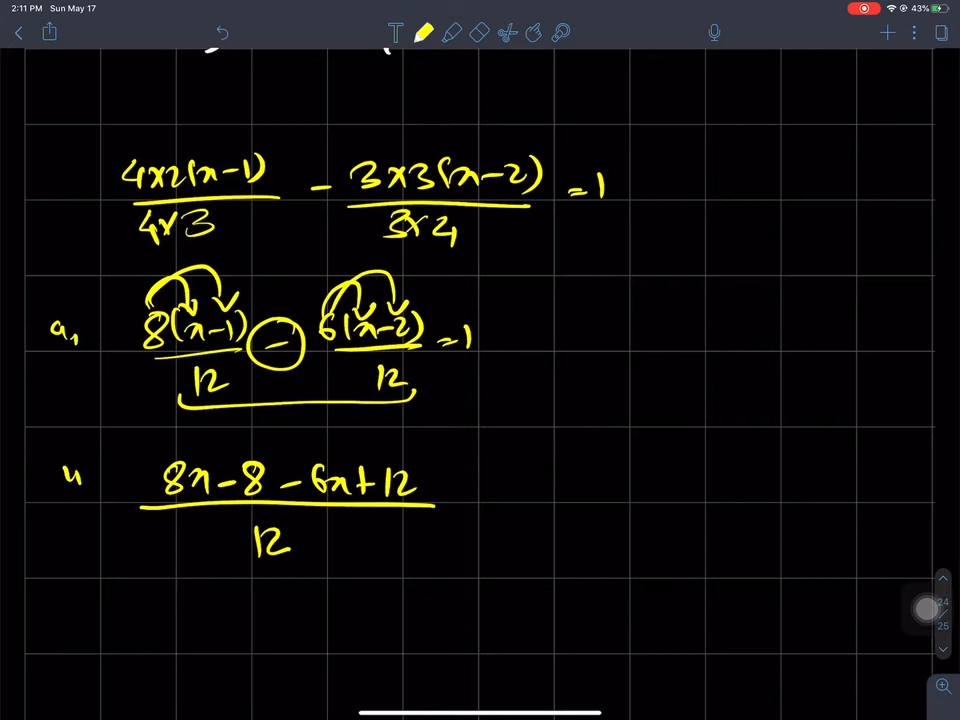 2:11 PM Sun May 17 43%
4×2(x-1) - 3×3(x-2) = 1
4×3 3×4
8(x-1) - 6(x-2) = 1
12 12
8x-8-6x+12
12
24
25